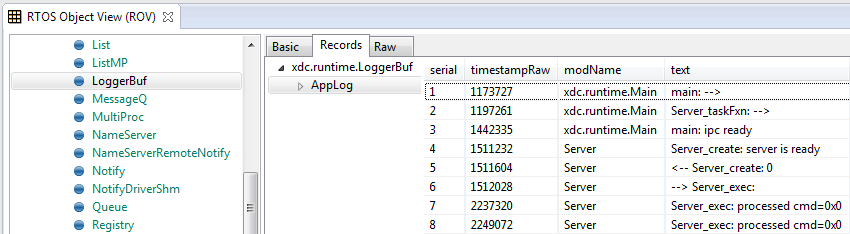 RTOS Object View (ROV)
List
ListMP
LoggerBuf
MessageQ
MultiProc
NameServer
NameServerRemoteNotify
Notify
NotifyDriverShm
Queue
Registry
Basic Records Raw
xdc.runtime.LoggerBuf
AppLog
serial timestampRaw modName text
1 1173727 xdc.runtime.Main main: -->
2 1197261 xdc.runtime.Main Server_taskFxn: -->
3 1442335 xdc.runtime.Main main: ipc ready
4 1511232 Server Server_create: server is ready
5 1511604 Server <-- Server_create: 0
6 1512028 Server --> Server_exec:
7 2237320 Server Server_exec: processed cmd=0x0
8 2249072 Server Server_exec: processed cmd=0x0